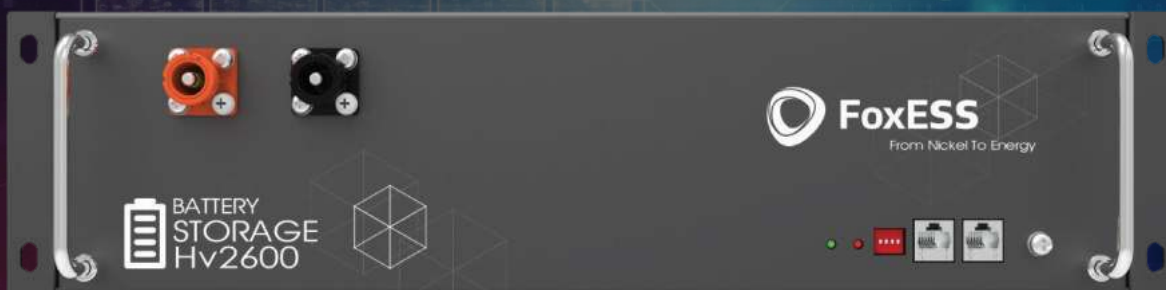 FoxESS
From Nickel To Energy
BATTERY
STORAGE
Hv2600